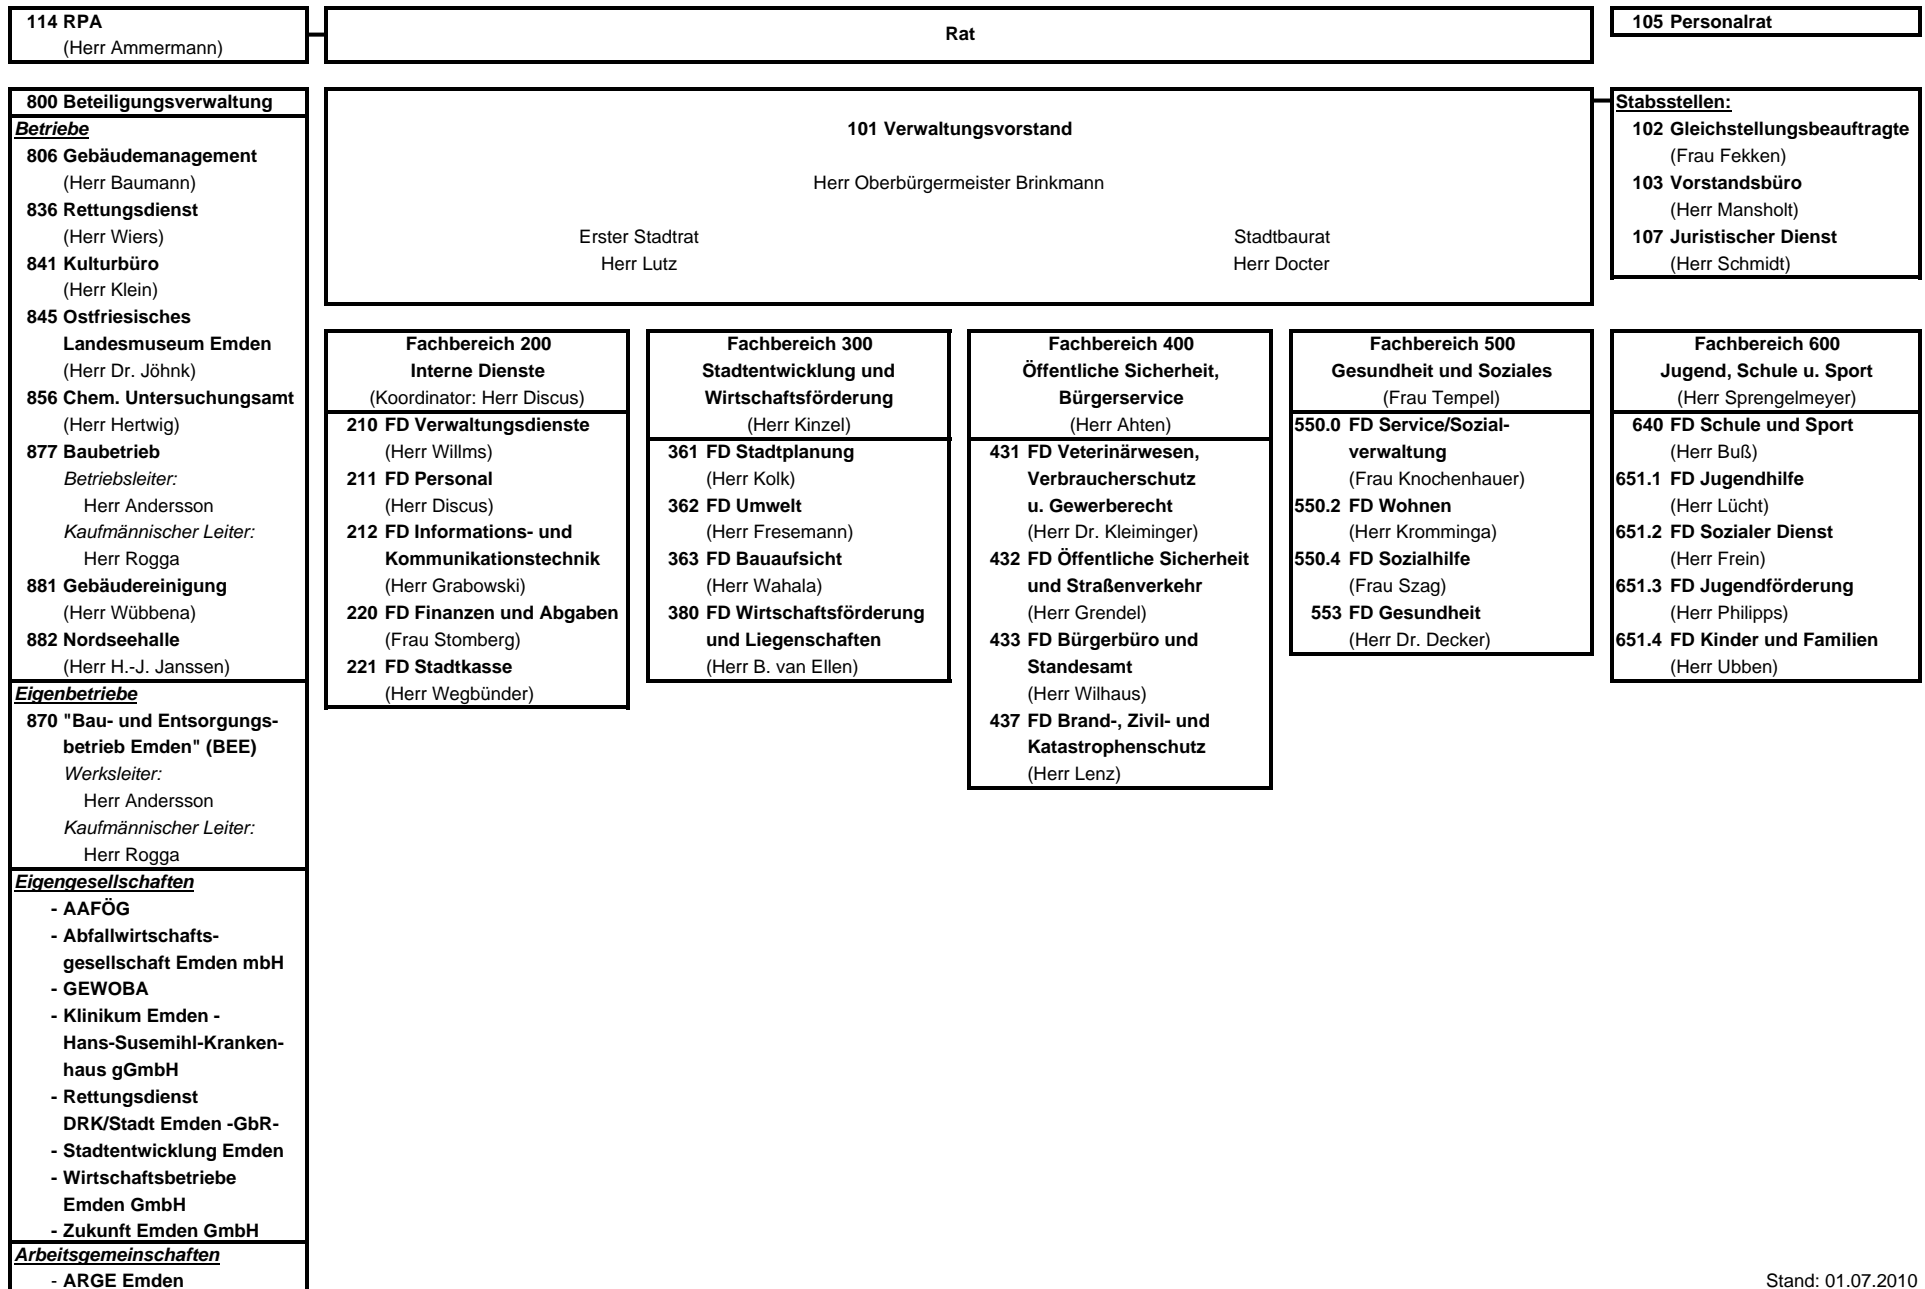 114 RPA
(Herr Ammermann)
Rat
105 Personalrat
800 Beteiligungsverwaltung
Betriebe
806 Gebäudemanagement
(Herr Baumann)
836 Rettungsdienst
(Herr Wiers)
841 Kulturbüro
(Herr Klein)
845 Ostfriesisches
Landesmuseum Emden
(Herr Dr. Jöhnk)
856 Chem. Untersuchungsamt
(Herr Hertwig)
877 Baubetrieb
Betriebsleiter:
Herr Andersson
Kaufmännischer Leiter:
Herr Rogga
881 Gebäudereinigung
(Herr Wübbena)
882 Nordseehalle
(Herr H.-J. Janssen)
Eigenbetriebe
870 "Bau- und Entsorgungs-
betrieb Emden" (BEE)
Werksleiter:
Herr Andersson
Kaufmännischer Leiter:
Herr Rogga
Eigengesellschaften
- AAFÖG
- Abfallwirtschafts-
gesellschaft Emden mbH
- GEWOBA
- Klinikum Emden -
Hans-Susemihl-Kranken-
haus gGmbH
- Rettungsdienst
DRK/Stadt Emden -GbR-
- Stadtentwicklung Emden
- Wirtschaftsbetriebe
Emden GmbH
- Zukunft Emden GmbH
Arbeitsgemeinschaften
- ARGE Emden
101 Verwaltungsvorstand
Herr Oberbürgermeister Brinkmann
Erster Stadtrat
Herr Lutz
Stadtbaurat
Herr Docter
Stabsstellen:
102 Gleichstellungsbeauftragte
(Frau Fekken)
103 Vorstandsbüro
(Herr Mansholt)
107 Juristischer Dienst
(Herr Schmidt)
Fachbereich 200
Interne Dienste
(Koordinator: Herr Discus)
210 FD Verwaltungsdienste
(Herr Willms)
211 FD Personal
(Herr Discus)
212 FD Informations- und
Kommunikationstechnik
(Herr Grabowski)
220 FD Finanzen und Abgaben
(Frau Stomberg)
221 FD Stadtkasse
(Herr Wegbünder)
Fachbereich 300
Stadtentwicklung und
Wirtschaftsförderung
(Herr Kinzel)
361 FD Stadtplanung
(Herr Kolk)
362 FD Umwelt
(Herr Fresemann)
363 FD Bauaufsicht
(Herr Wahala)
380 FD Wirtschaftsförderung
und Liegenschaften
(Herr B. van Ellen)
Fachbereich 400
Öffentliche Sicherheit,
Bürgerservice
(Herr Ahten)
431 FD Veterinärwesen,
Verbraucherschutz
u. Gewerberecht
(Herr Dr. Kleiminger)
432 FD Öffentliche Sicherheit
und Straßenverkehr
(Herr Grendel)
433 FD Bürgerbüro und
Standesamt
(Herr Wilhaus)
437 FD Brand-, Zivil- und
Katastrophenschutz
(Herr Lenz)
Fachbereich 500
Gesundheit und Soziales
(Frau Tempel)
550.0 FD Service/Sozial-
verwaltung
(Frau Knochenhauer)
550.2 FD Wohnen
(Herr Kromminga)
550.4 FD Sozialhilfe
(Frau Szag)
553 FD Gesundheit
(Herr Dr. Decker)
Fachbereich 600
Jugend, Schule u. Sport
(Herr Sprengelmeyer)
640 FD Schule und Sport
(Herr Buß)
651.1 FD Jugendhilfe
(Herr Lücht)
651.2 FD Sozialer Dienst
(Herr Frein)
651.3 FD Jugendförderung
(Herr Philipps)
651.4 FD Kinder und Familien
(Herr Ubben)
Stand: 01.07.2010